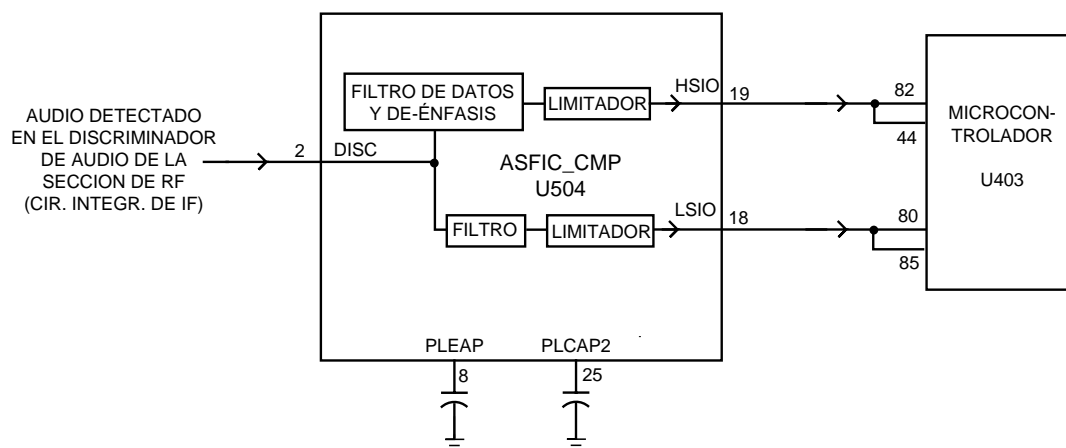 AUDIO DETECTADO
EN EL DISCRIMINADOR
DE AUDIO DE LA
SECCION DE RF
(CIR. INTEGR. DE IF)
2
DISC
FILTRO DE DATOS
Y DE-ÉNFASIS
LIMITADOR
HSIO
19
ASFIC_CMP
U504
FILTRO
LIMITADOR
LSIO
18
PLEAP
8
PLCAP2
25
82
44
MICROCON-
TROLADOR
U403
80
85